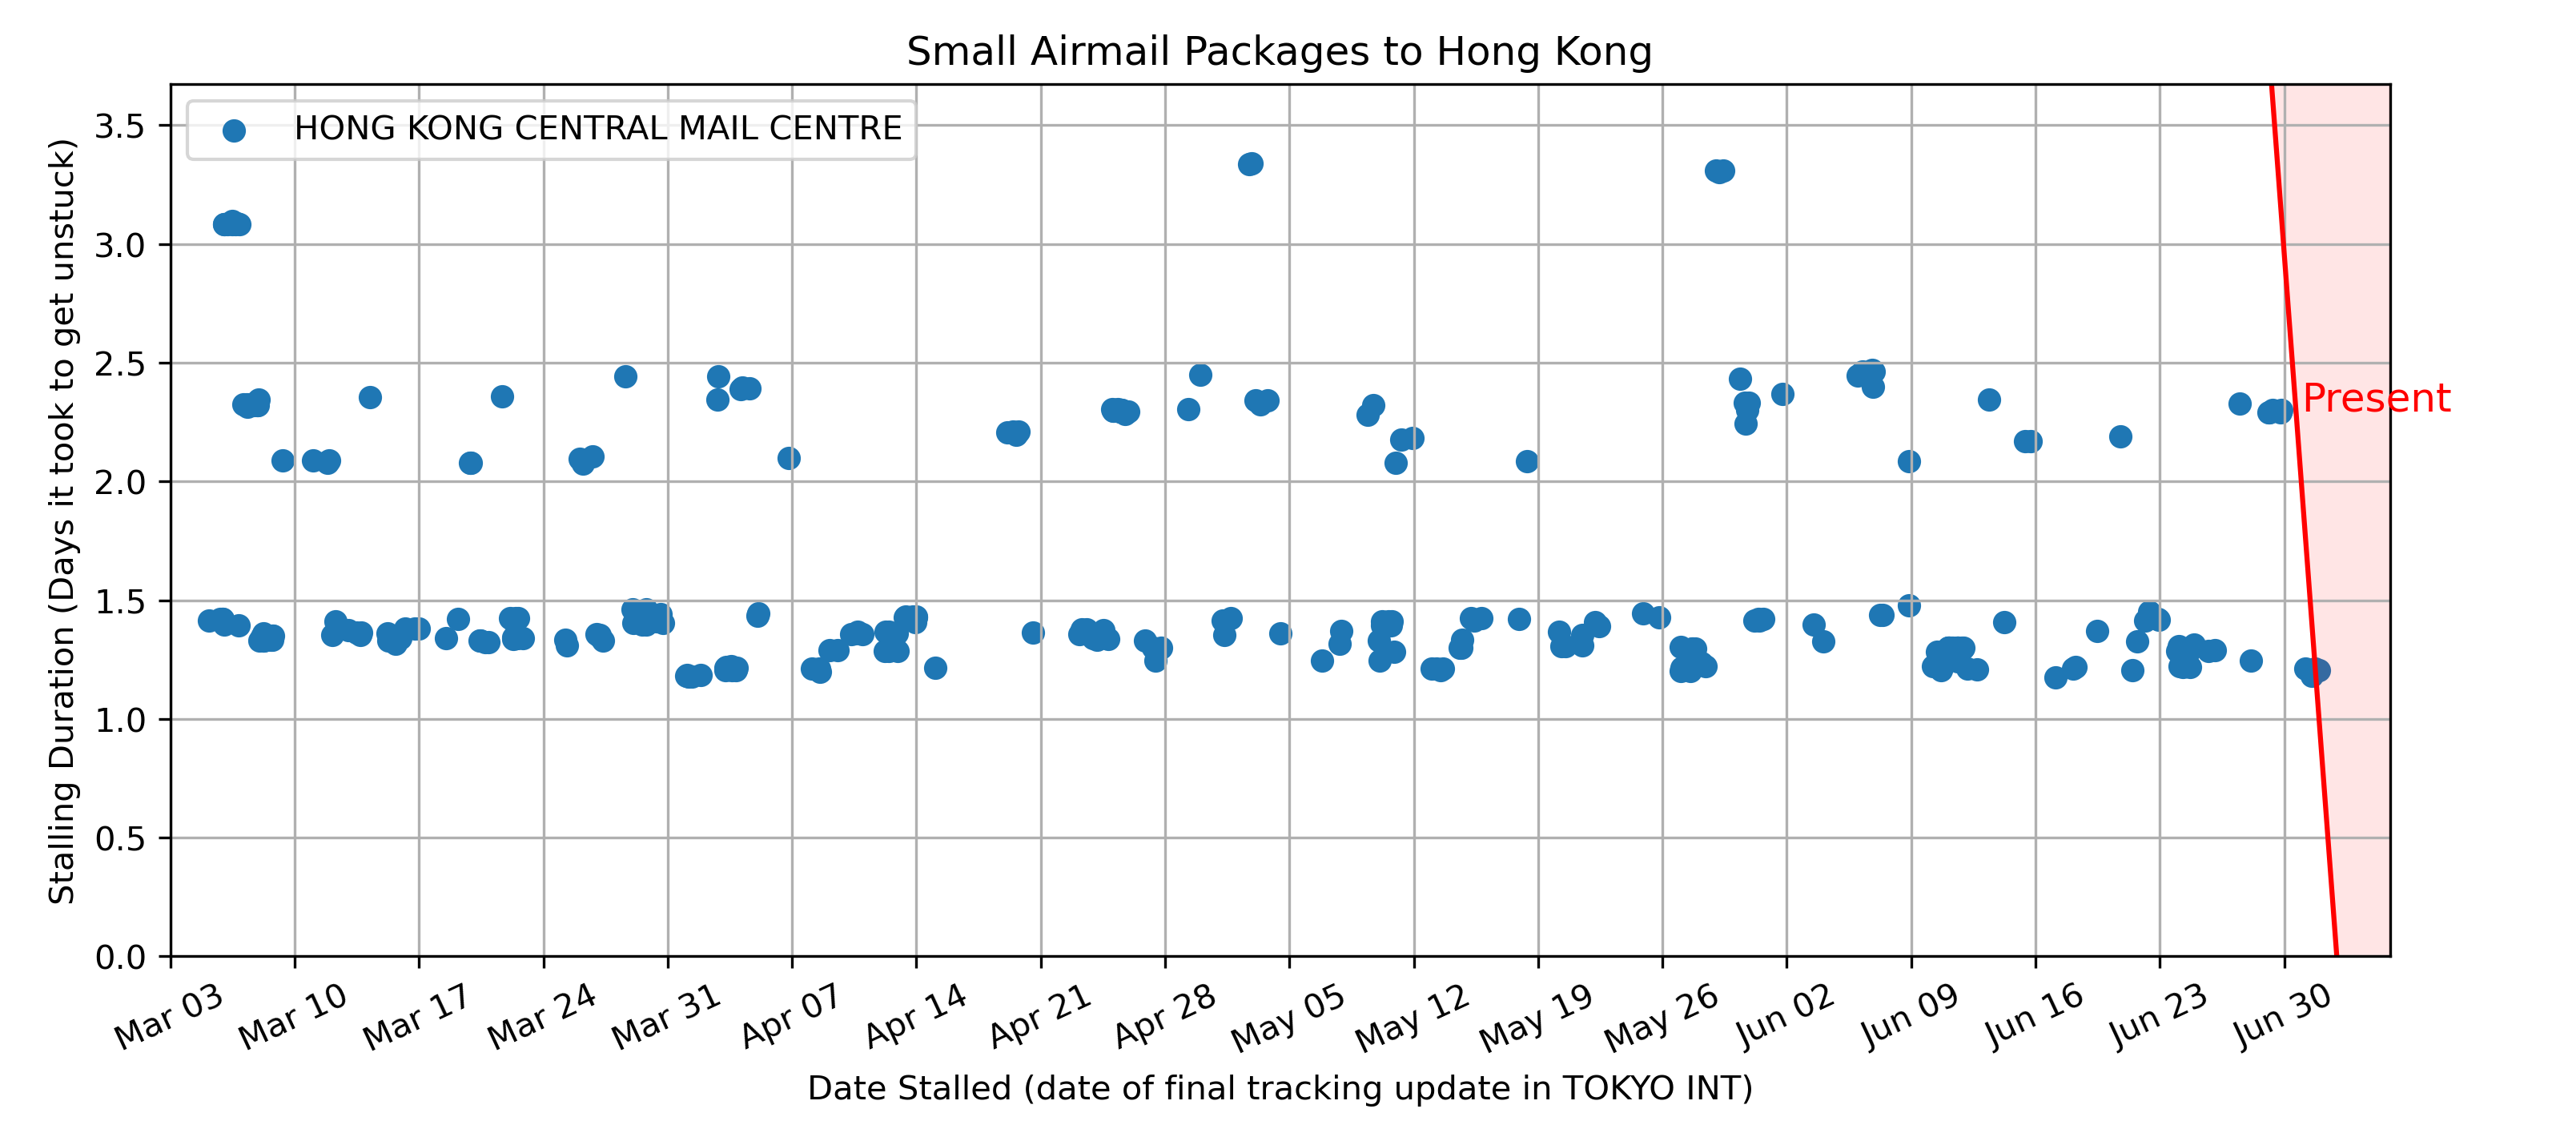 Small Airmail Packages to Hong Kong
HONG KONG CENTRAL MAIL CENTRE
Stalling Duration (Days it took to get unstuck)
3.5
3.0
2.5
2.0
1.5
1.0
0.5
0.0
Present
Mar 03
Mar 10
Mar 17
Mar 24
Mar 31
Apr 07
Apr 14
Apr 21
Apr 28
May 05
May 12
May 19
May 26
Jun 02
Jun 09
Jun 16
Jun 23
Jun 30
Date Stalled (date of final tracking update in TOKYO INT)